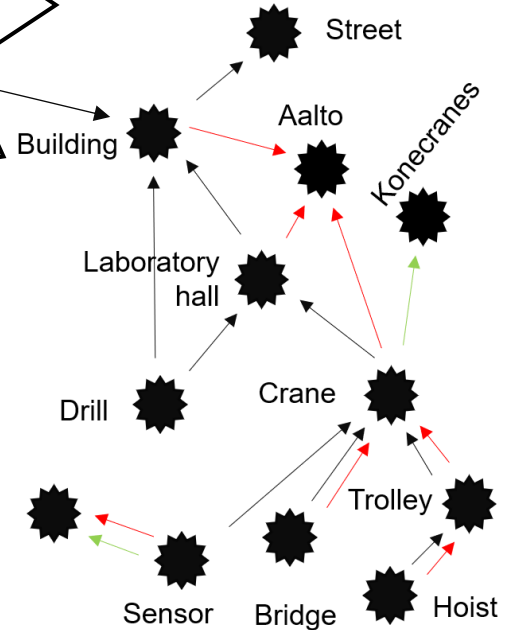 Street
Aalto
Konecranes
Building
Laboratory
hall
Crane
Drill
Trolley
Sensor
Bridge
Hoist